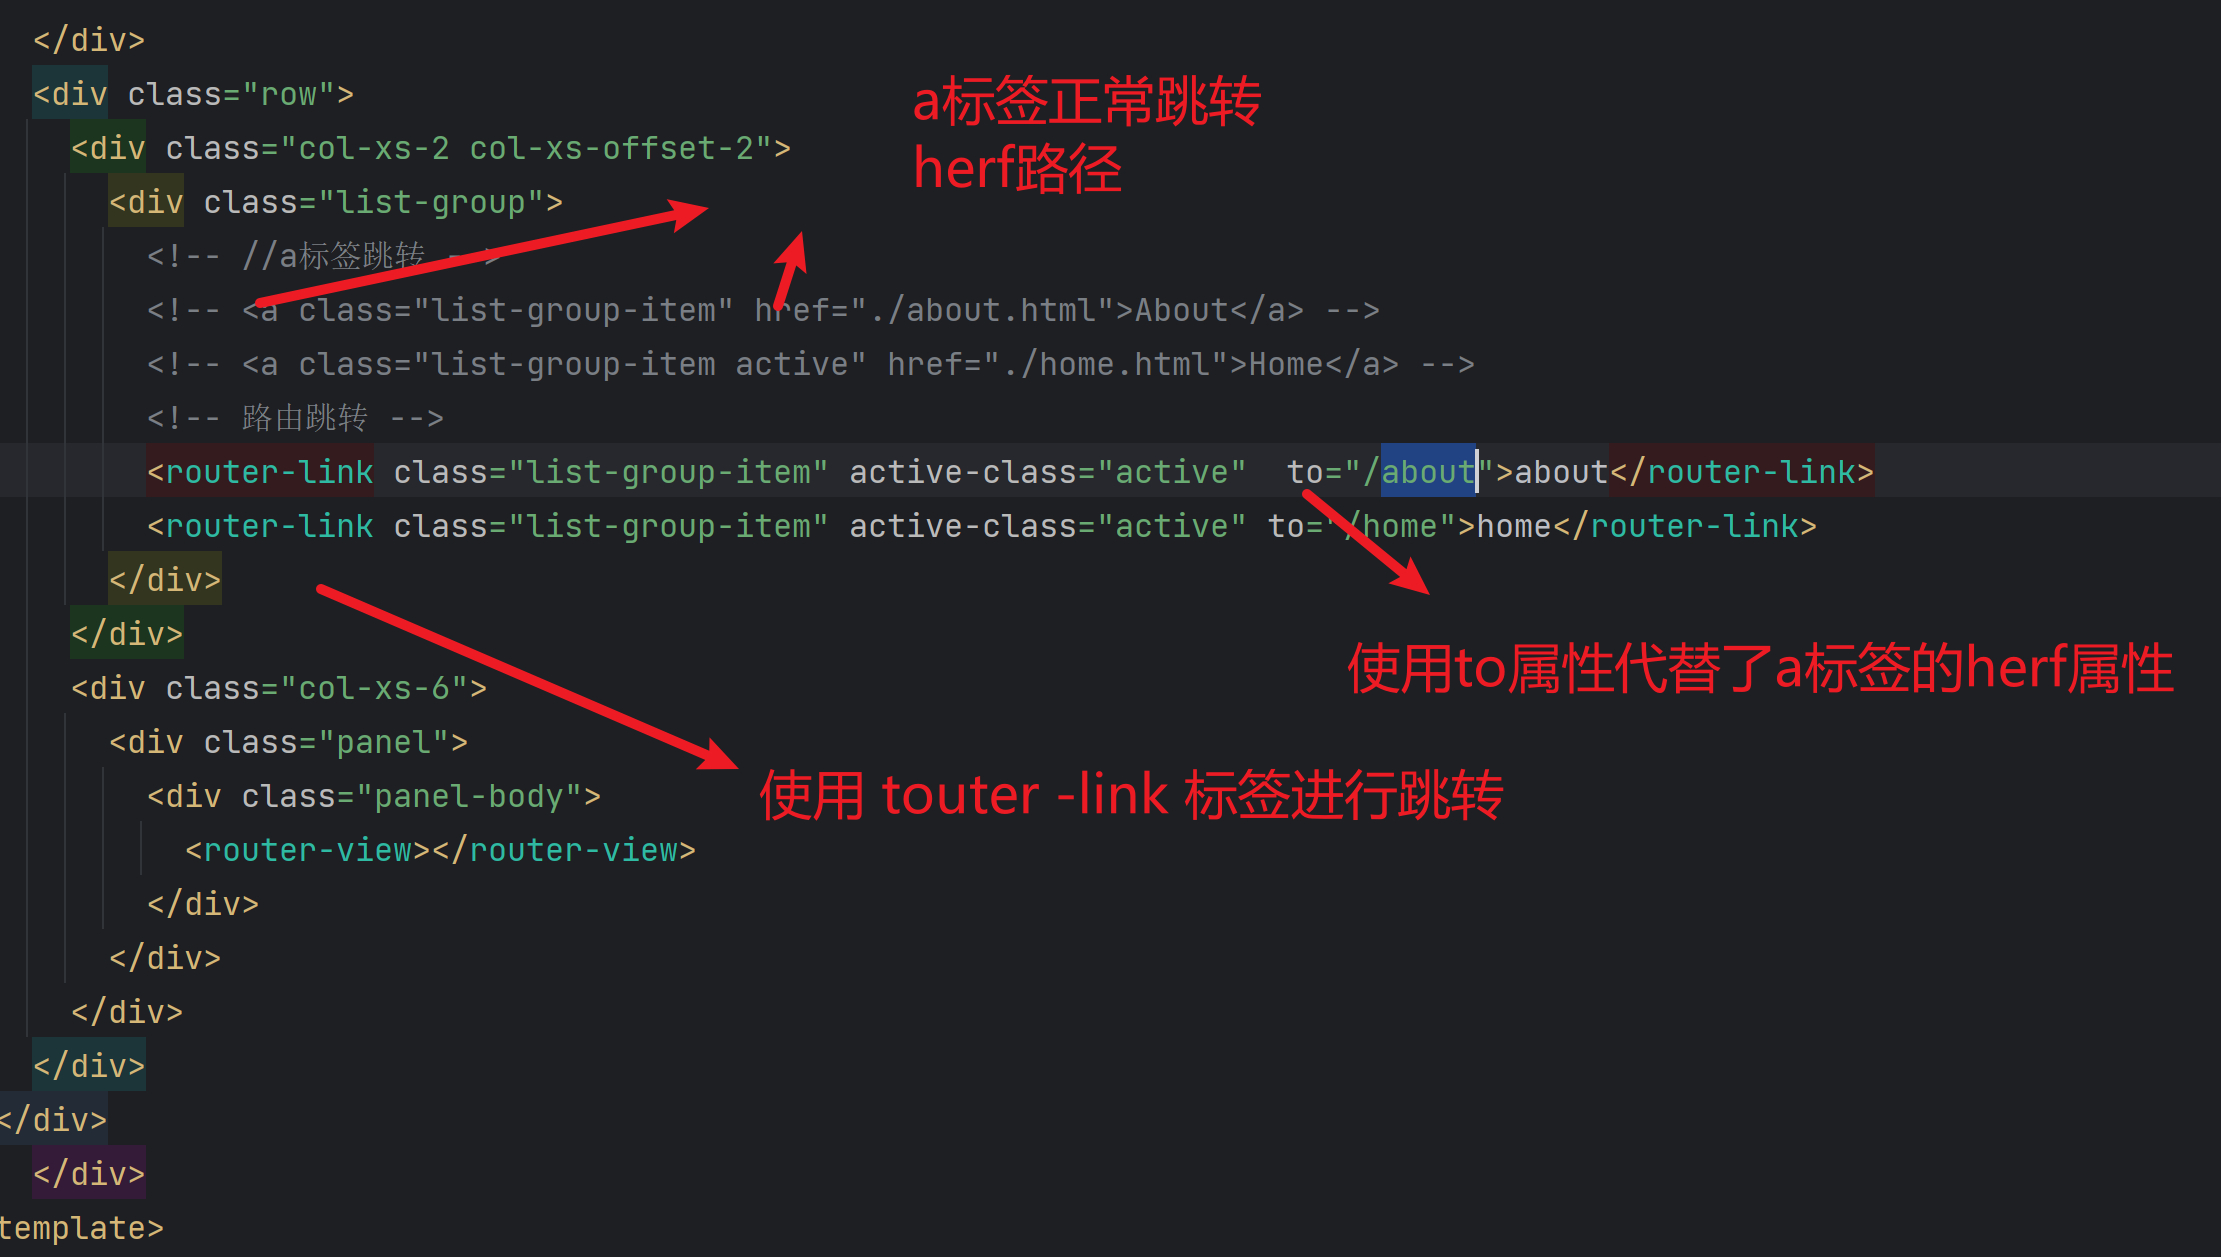 </div>
<div class="row">
a标签正常跳转
<div class="col-xs-2 col-xs-offset-2">
herf路径
<div class="list-group">
<!-- //a标签跳转 -->
<!-- <a class="list-group-item" href="./about.html">About</a> -->
<!-- <a class="list-group-item active" href="./home.html">Home</a> -->
<!-- 路由跳转 -->
<router-link class="list-group-item" active-class="active"  to="/about">about</router-link>
<router-link class="list-group-item" active-class="active" to="/home">home</router-link>
</div>
</div>
使用to属性代替了a标签的herf属性
<div class="col-xs-6">
<div class="panel">
<div class="panel-body">
使用 touter -link 标签进行跳转
<router-view></router-view>
</div>
</div>
</div>
</div>
</div>
</div>
template>